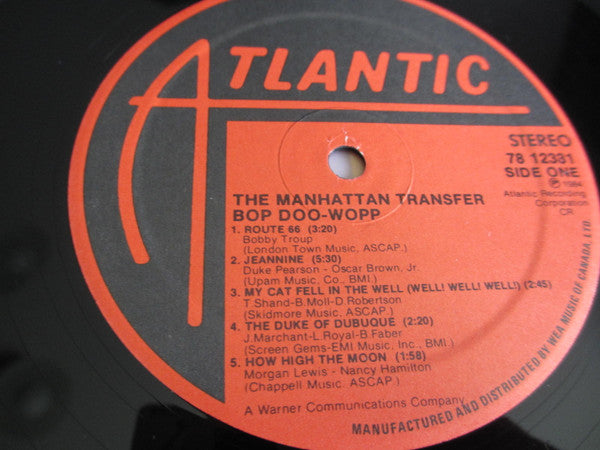 ATLANTIC
STEREO
78 12331
SIDE ONE
℗ 1984
Atlantic Recording
Corporation
CR
THE MANHATTAN TRANSFER
BOP DOO-WOPP
1. ROUTE 66 (3:20)
Bobby Troup
(London Town Music, ASCAP.)
2. JEANNINE (5:30)
Duke Pearson - Oscar Brown, Jr.
(Upam Music, Co., BMI.)
3. MY CAT FELL IN THE WELL (WELL! WELL! WELL!) (2:45)
T.Shand-B.Moll-D.Robertson
(Skidmore Music, ASCAP.)
4. THE DUKE OF DUBUQUE (2:20)
J.Marchant-L.Royal-B.Faber
(Screen Gems-EMI Music, Inc., BMI.)
5. HOW HIGH THE MOON (1:58)
Morgan Lewis - Nancy Hamilton
(Chappell Music, ASCAP.)
A Warner Communications Company
MANUFACTURED AND DISTRIBUTED BY WEA MUSIC OF CANADA, LTD.